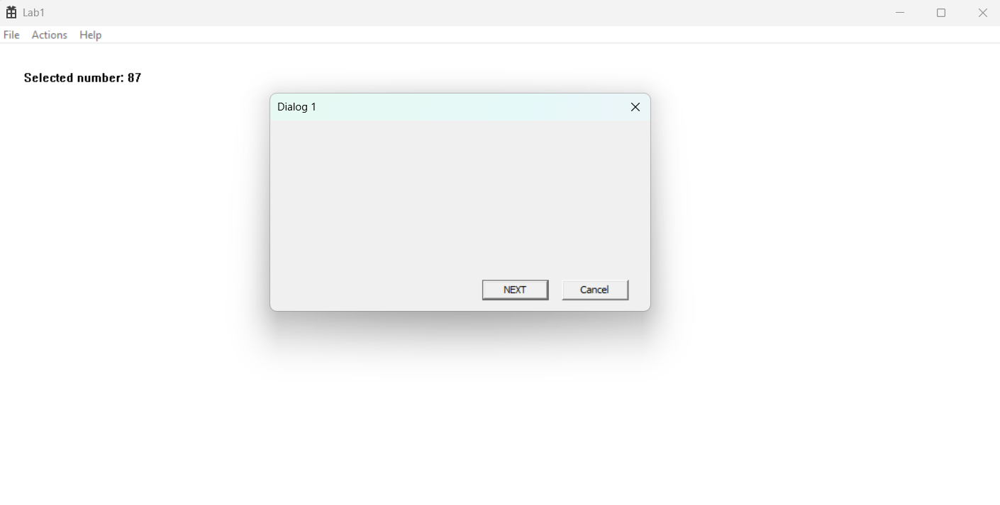 Lab1
File Actions Help
Selected number: 87
Dialog 1
NEXT Cancel